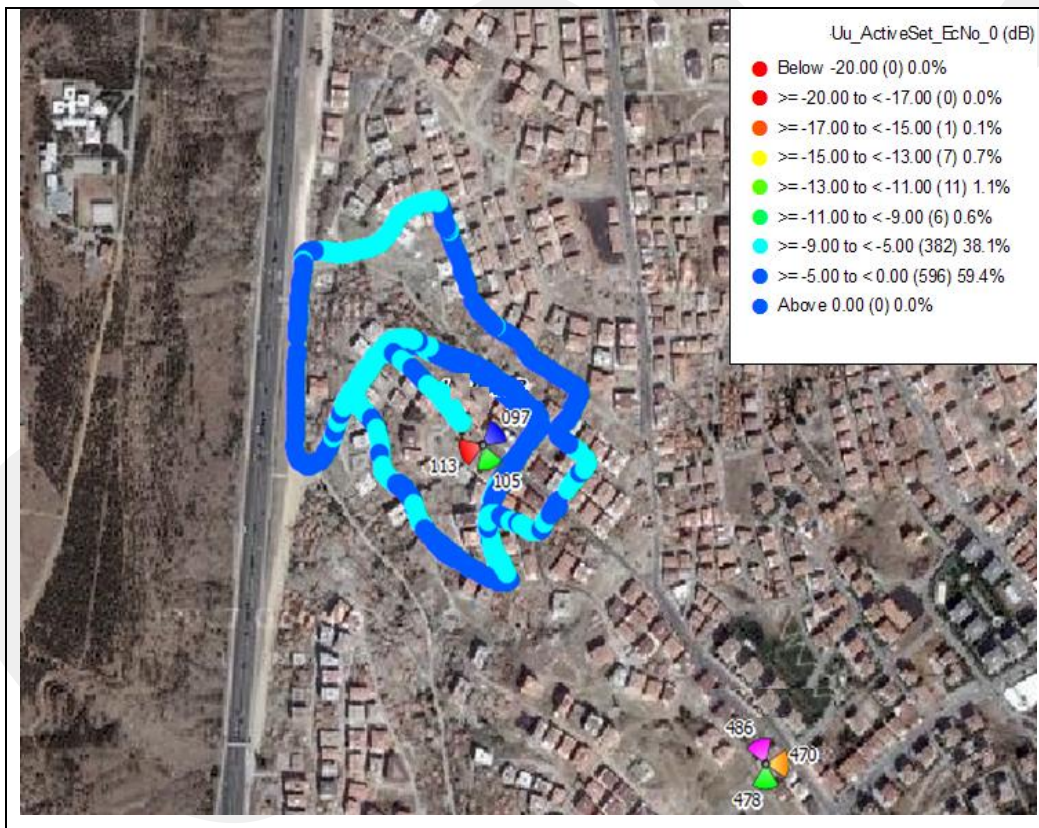 Uu_ActiveSet_EcNo_0 (dB)
Below -20.00 (0) 0.0%
>= -20.00 to < -17.00 (0) 0.0%
>= -17.00 to < -15.00 (1) 0.1%
>= -15.00 to < -13.00 (7) 0.7%
>= -13.00 to < -11.00 (11) 1.1%
>= -11.00 to < -9.00 (6) 0.6%
>= -9.00 to < -5.00 (382) 38.1%
>= -5.00 to < 0.00 (596) 59.4%
Above 0.00 (0) 0.0%
097
113
105
486
470
478